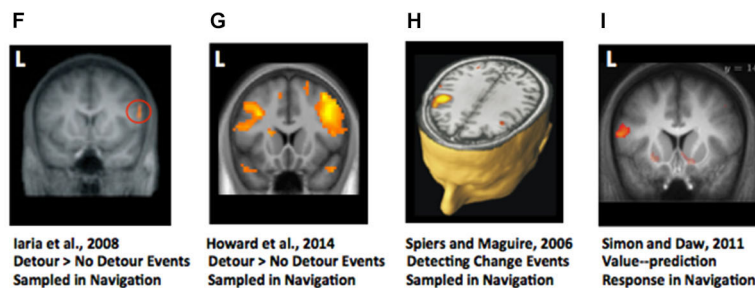 F
G
H
I
L
L
L
y = 14
Iaria et al., 2008
Detour > No Detour Events
Sampled in Navigation
Howard et al., 2014
Detour > No Detour Events
Sampled in Navigation
Spiers and Maguire, 2006
Detecting Change Events
Sampled in Navigation
Simon and Daw, 2011
Value--prediction
Response in Navigation